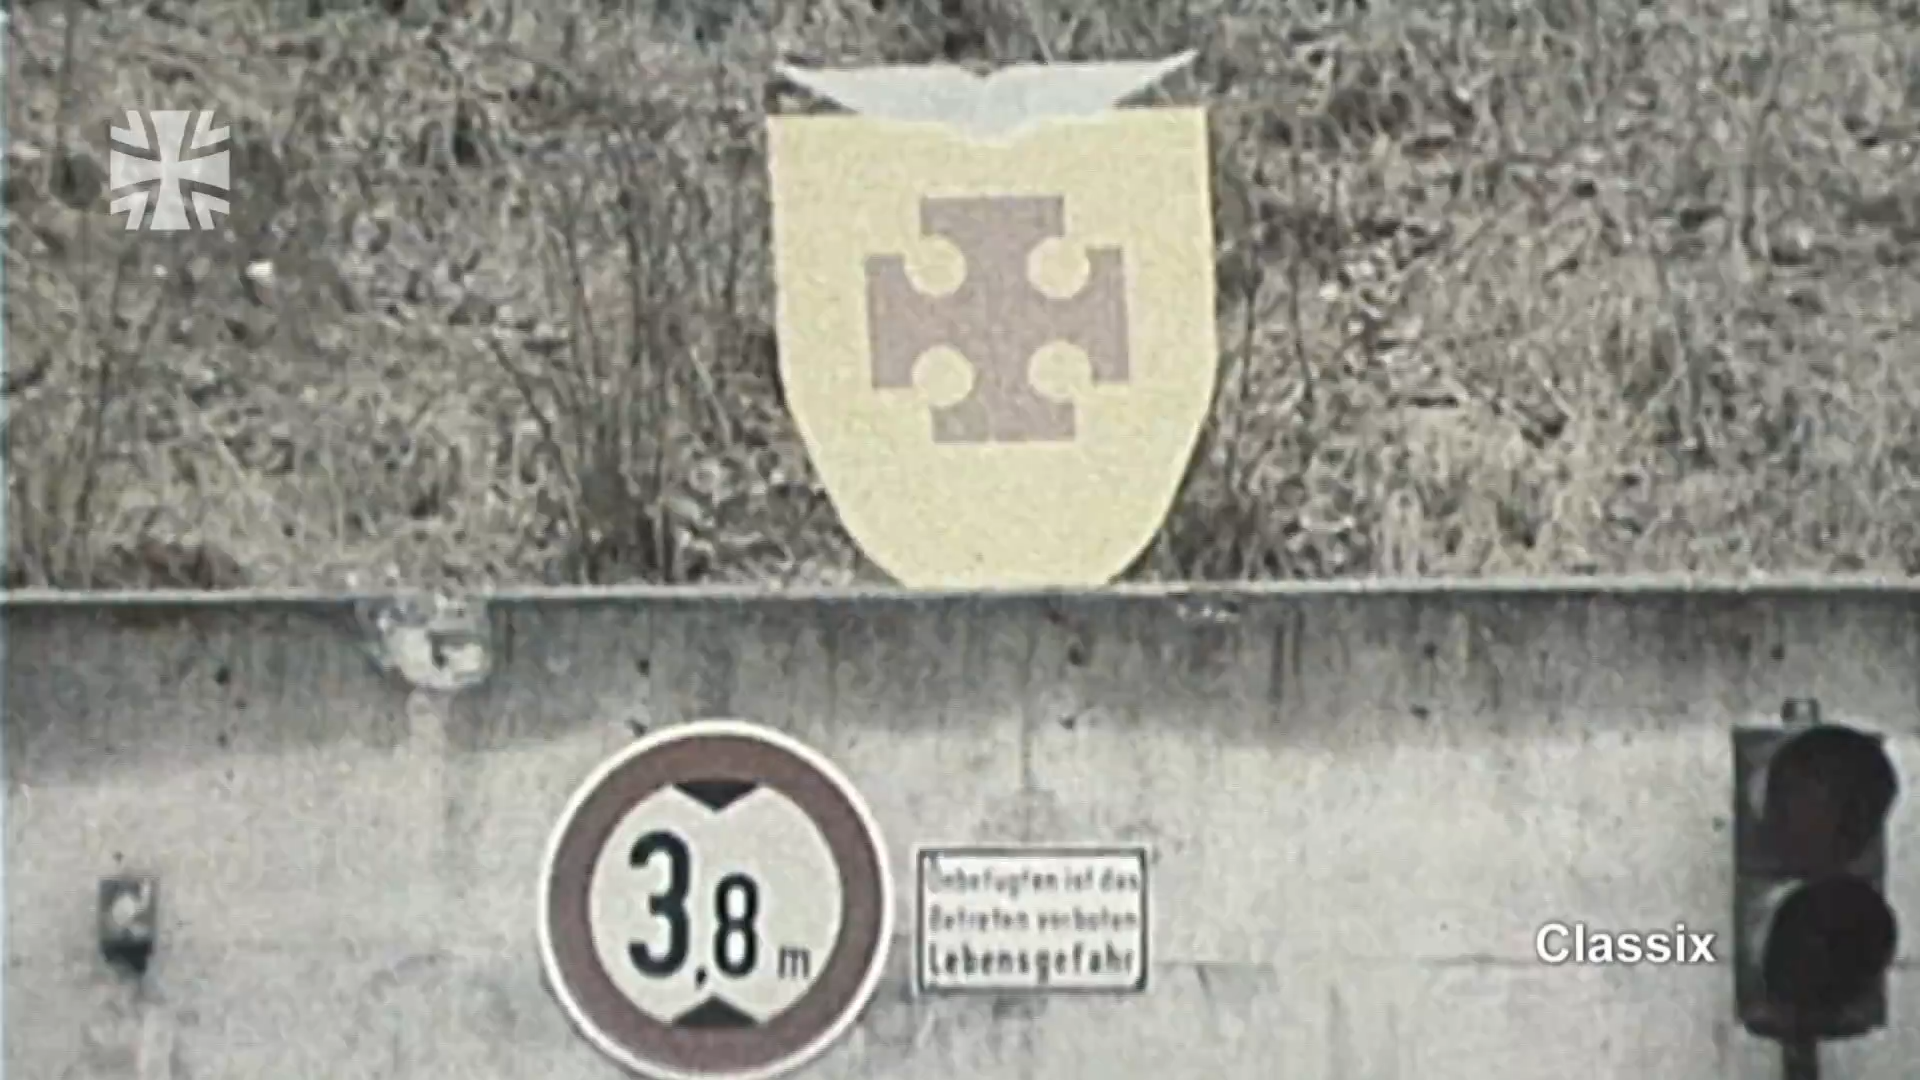 3,8 m
Unbefugten ist das
Betreten verboten
Lebensgefahr
Classix